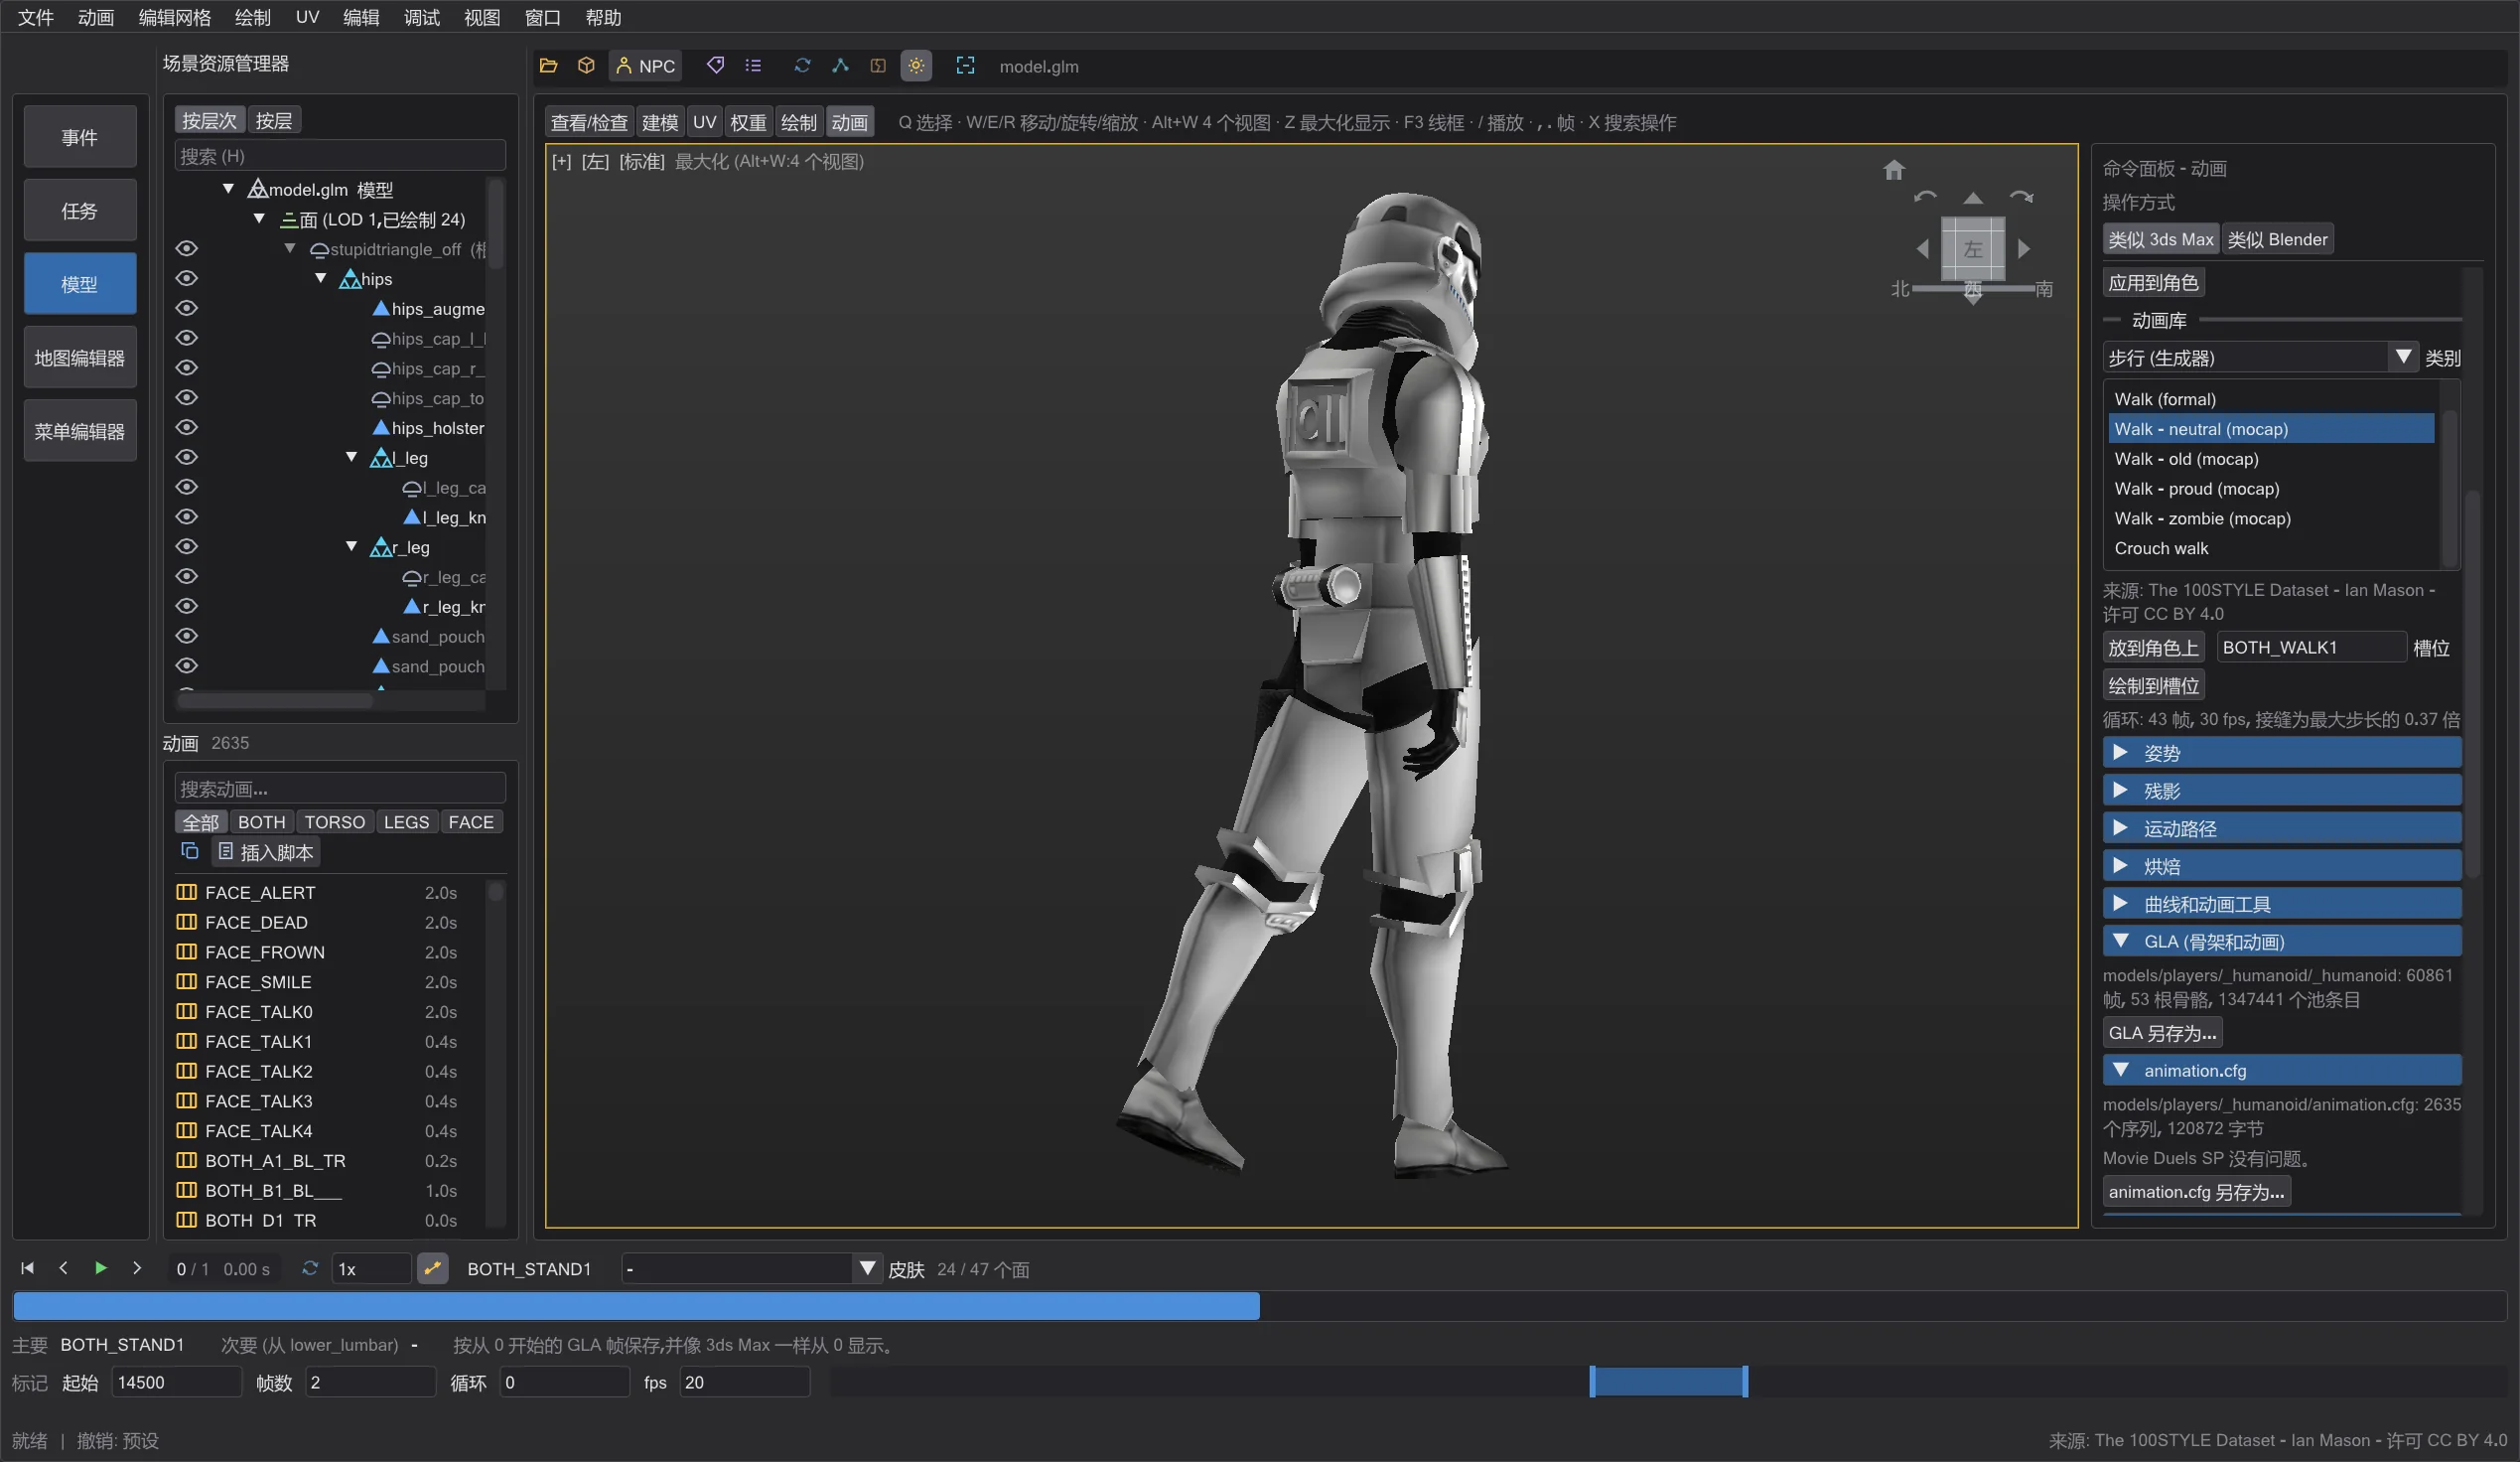 文件 动画 编辑网格 绘制 UV 编辑 调试 视图 窗口 帮助
场景资源管理器
NPC
model.glm
事件
任务
模型
地图编辑器
菜单编辑器
按层次 按层
搜索 (H)
model.glm 模型
面 (LOD 1,已绘制 24)
stupidtriangle_off
hips
hips_augme
hips_cap_l_
hips_cap_r_
hips_cap_to
hips_holster
l_leg
l_leg_ca
l_leg_kn
r_leg
r_leg_ca
r_leg_kn
sand_pouch
sand_pouch
动画 2635
搜索动画...
全部 BOTH TORSO LEGS FACE
插入脚本
FACE_ALERT 2.0s
FACE_DEAD 2.0s
FACE_FROWN 2.0s
FACE_SMILE 2.0s
FACE_TALK0 2.0s
FACE_TALK1 0.4s
FACE_TALK2 0.4s
FACE_TALK3 0.4s
FACE_TALK4 0.4s
BOTH_A1_BL_TR 0.2s
BOTH_B1_BL___ 1.0s
BOTH_D1_TR 0.0s
查看/检查 建模 UV 权重 绘制 动画 Q 选择 · W/E/R 移动/旋转/缩放 · Alt+W 4 个视图 · Z 最大化显示 · F3 线框 · / 播放 · , . 帧 · X 搜索操作
[+] [左] [标准] 最大化 (Alt+W:4 个视图)
左
北 西 南
命令面板 - 动画
操作方式
类似 3ds Max 类似 Blender
应用到角色
动画库
步行 (生成器) 类别
Walk (formal)
Walk - neutral (mocap)
Walk - old (mocap)
Walk - proud (mocap)
Walk - zombie (mocap)
Crouch walk
来源: The 100STYLE Dataset - Ian Mason -
许可 CC BY 4.0
放到角色上 BOTH_WALK1 槽位
绘制到槽位
循环: 43 帧, 30 fps, 接缝为最大步长的 0.37 倍
姿势
残影
运动路径
烘焙
曲线和动画工具
GLA (骨架和动画)
models/players/_humanoid/_humanoid: 60861
帧, 53 根骨骼, 1347441 个池条目
GLA 另存为...
animation.cfg
models/players/_humanoid/animation.cfg: 2635
个序列, 120872 字节
Movie Duels SP 没有问题。
animation.cfg 另存为...
0 / 1 0.00 s 1x BOTH_STAND1 - 皮肤 24 / 47 个面
主要 BOTH_STAND1 次要 (从 lower_lumbar) - 按从 0 开始的 GLA 帧保存,并像 3ds Max 一样从 0 显示。
标记 起始 14500 帧数 2 循环 0 fps 20
就绪 | 撤销: 预设
来源: The 100STYLE Dataset - Ian Mason - 许可 CC BY 4.0